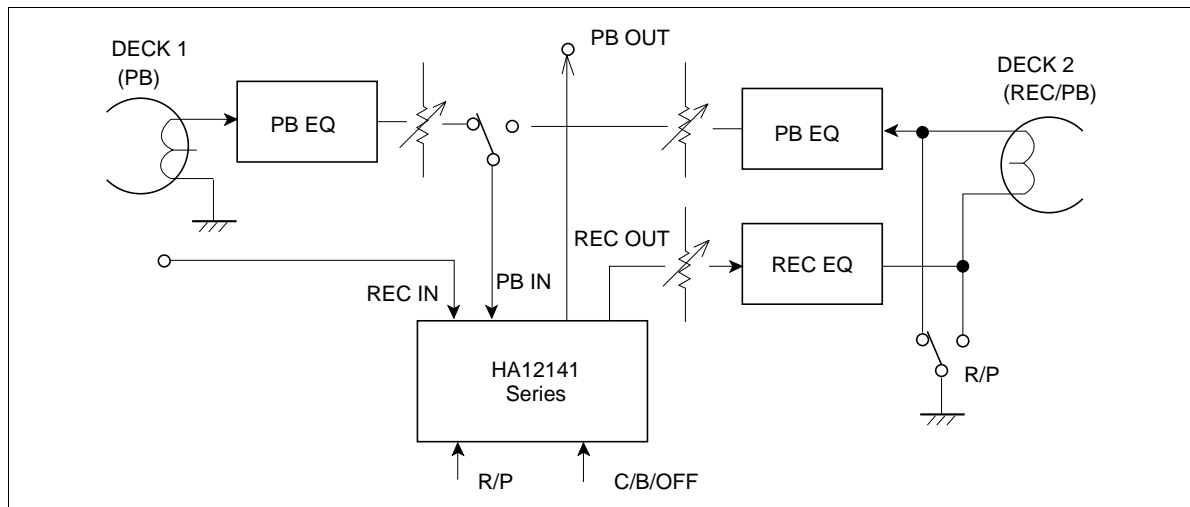 DECK 1
(PB)
PB EQ
PB OUT
DECK 2
(REC/PB)
PB EQ
REC OUT
REC EQ
REC IN
PB IN
HA12141
Series
R/P
R/P
C/B/OFF